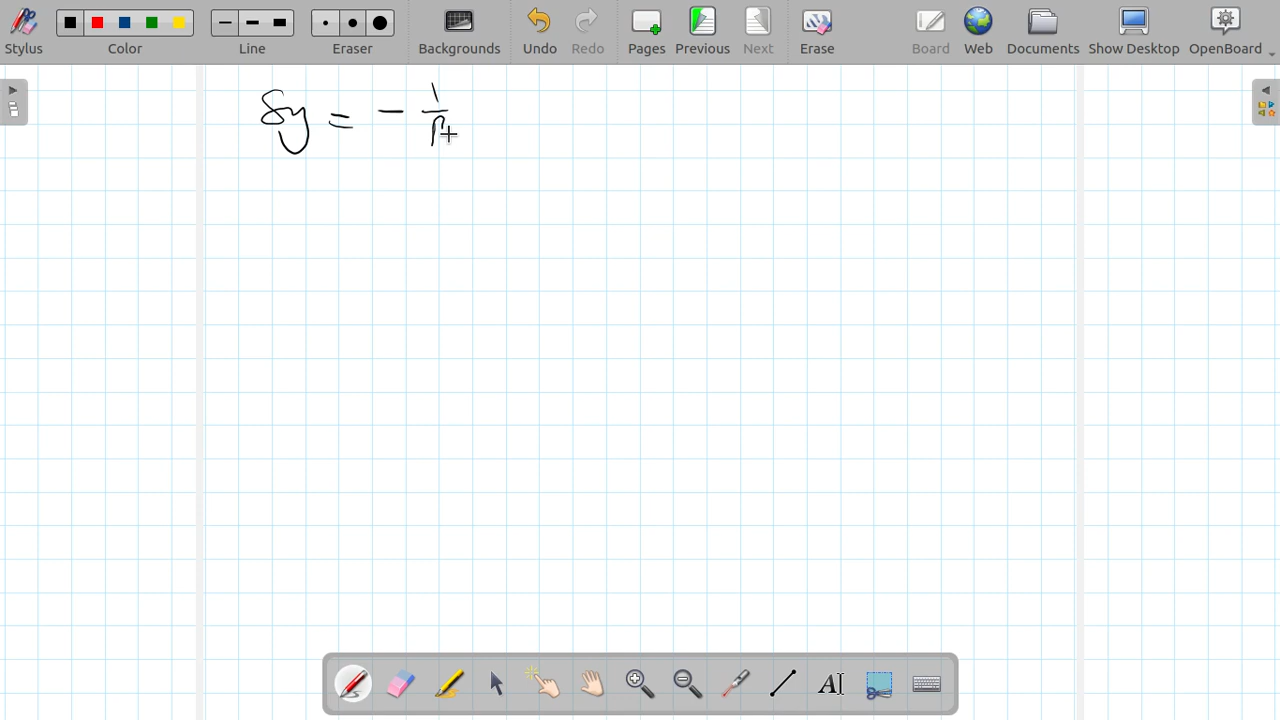 Stylus Color Line Eraser Backgrounds Undo Redo Pages Previous Next Erase Board Web Documents Show Desktop OpenBoard
δy = - 1/